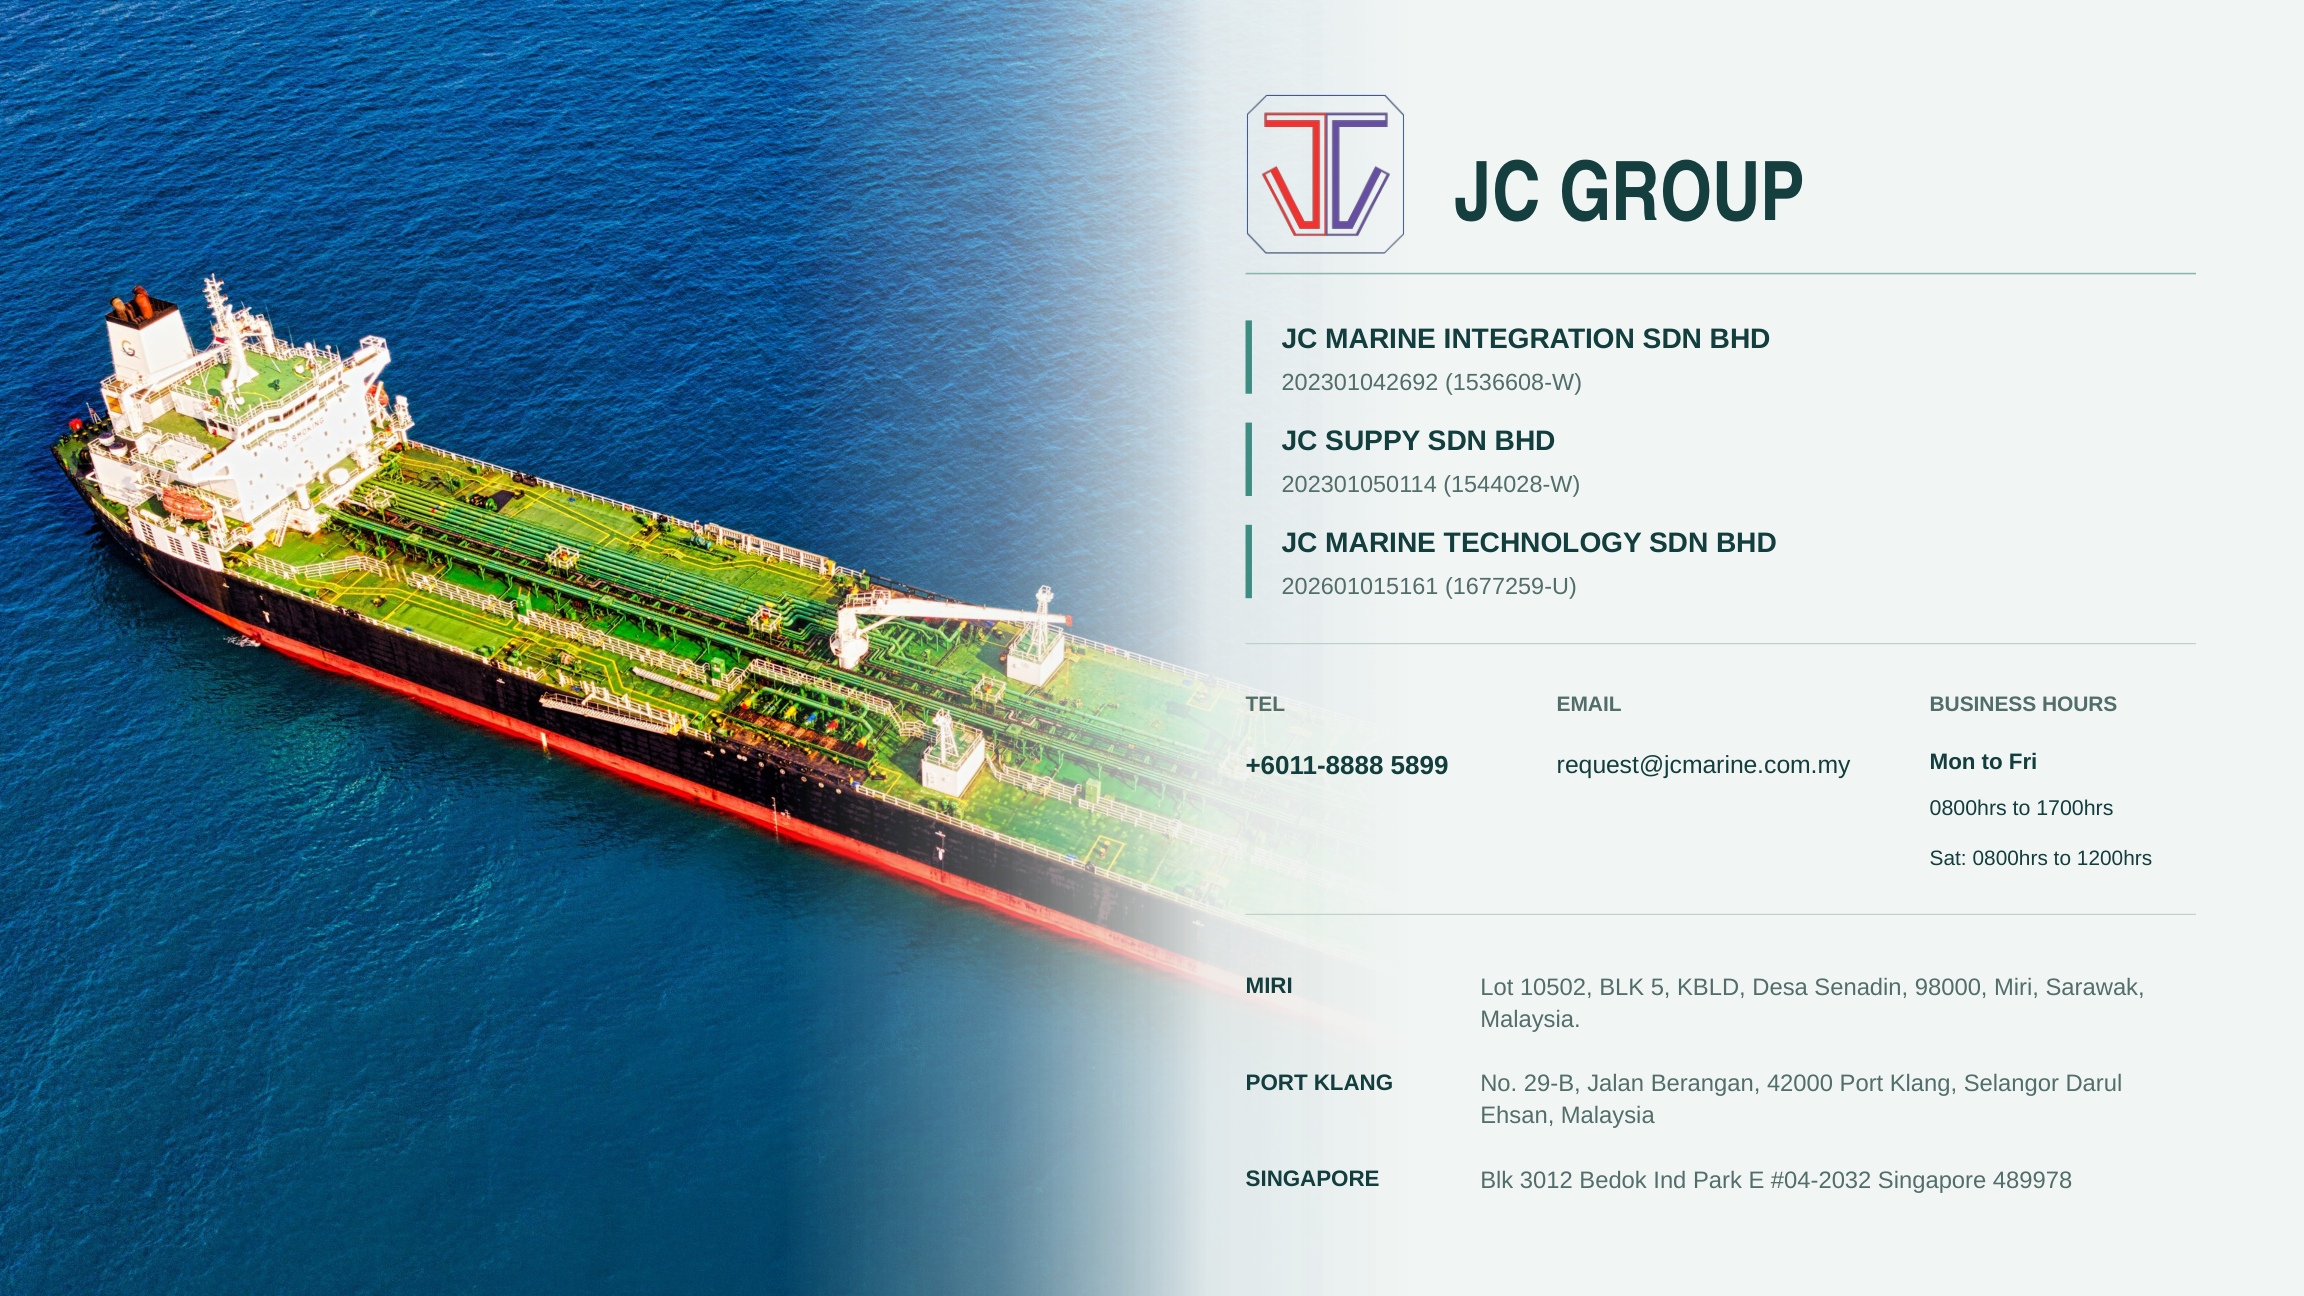 JC GROUP
JC MARINE INTEGRATION SDN BHD
202301042692 (1536608-W)
JC SUPPY SDN BHD
202301050114 (1544028-W)
JC MARINE TECHNOLOGY SDN BHD
202601015161 (1677259-U)
TEL
+6011-8888 5899
EMAIL
request@jcmarine.com.my
BUSINESS HOURS
Mon to Fri
0800hrs to 1700hrs
Sat: 0800hrs to 1200hrs
MIRI
Lot 10502, BLK 5, KBLD, Desa Senadin, 98000, Miri, Sarawak,
Malaysia.
PORT KLANG
No. 29-B, Jalan Berangan, 42000 Port Klang, Selangor Darul
Ehsan, Malaysia
SINGAPORE
Blk 3012 Bedok Ind Park E #04-2032 Singapore 489978
NO SMOKING
G